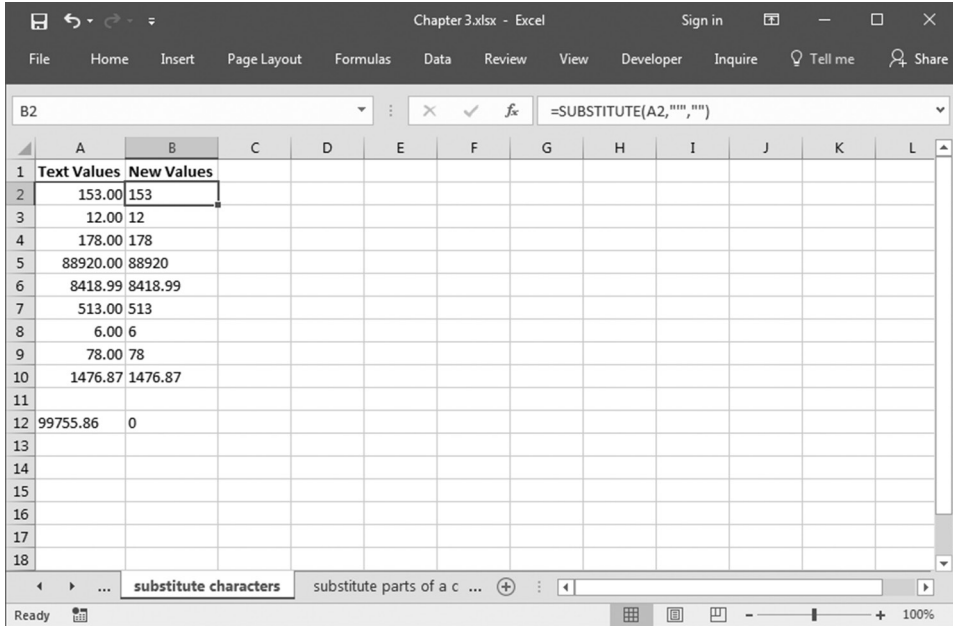 Chapter 3.xlsx - Excel
Sign in
File Home Insert Page Layout Formulas Data Review View Developer Inquire Tell me Share
B2 fx =SUBSTITUTE(A2,"'","")
A B C D E F G H I J K L
1 Text Values New Values
2 153.00 153
3 12.00 12
4 178.00 178
5 88920.00 88920
6 8418.99 8418.99
7 513.00 513
8 6.00 6
9 78.00 78
10 1476.87 1476.87
11
12 99755.86 0
13
14
15
16
17
18
... substitute characters substitute parts of a c ...
Ready 100%